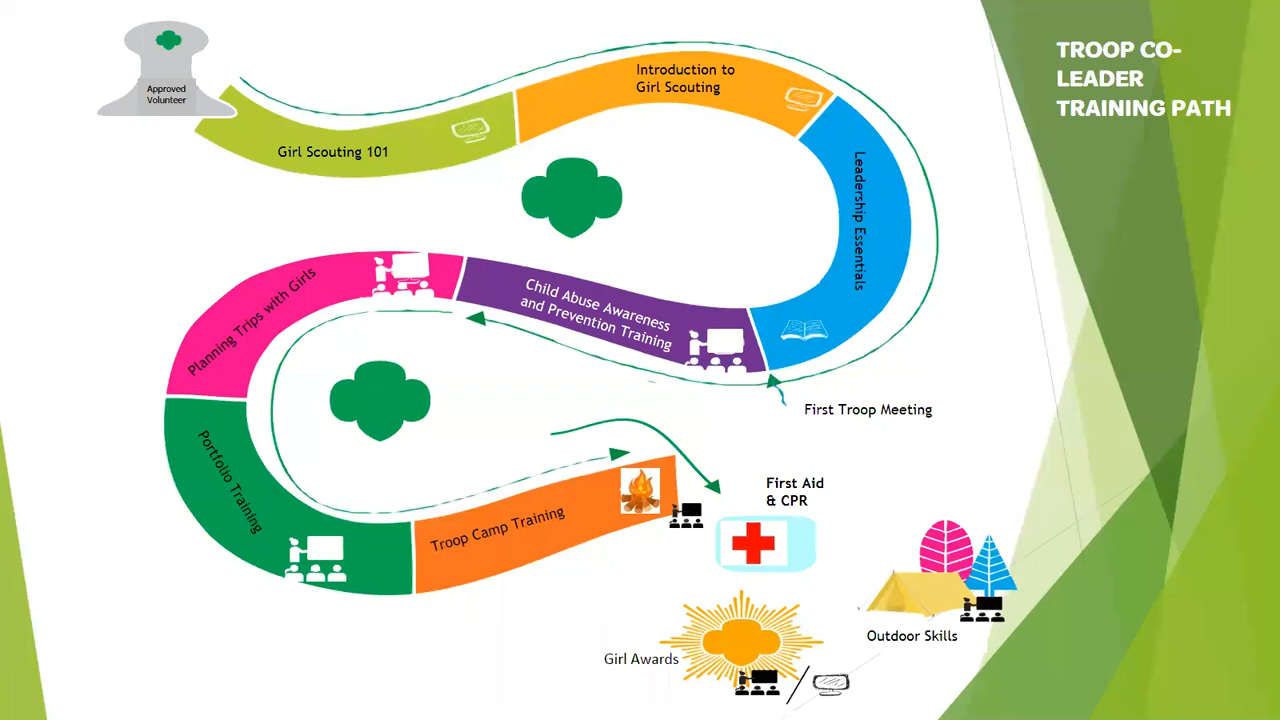 TROOP CO-
LEADER
TRAINING PATH
Approved
Volunteer
Girl Scouting 101
Introduction to
Girl Scouting
Leadership Essentials
First Troop Meeting
Child Abuse Awareness
and Prevention Training
Planning Trips with Girls
Portfolio Training
Troop Camp Training
First Aid
& CPR
Outdoor Skills
Girl Awards